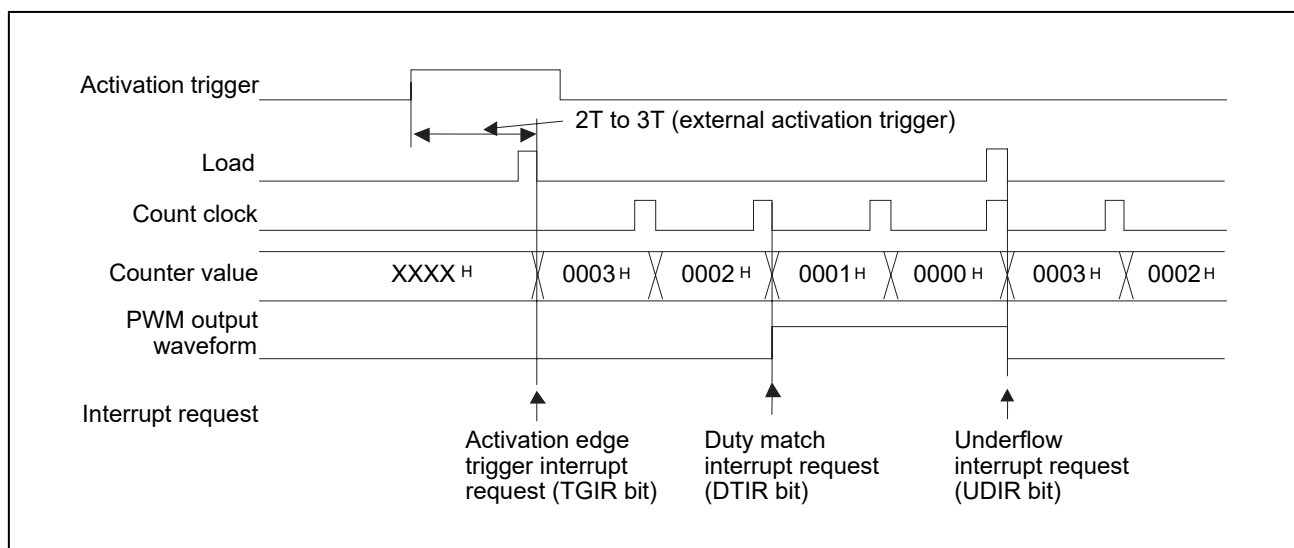 Activation trigger
2T to 3T (external activation trigger)
Load
Count clock
Counter value
XXXX H 0003 H 0002 H 0001 H 0000 H 0003 H 0002 H
PWM output
waveform
Interrupt request
Activation edge
trigger interrupt
request (TGIR bit)
Duty match
interrupt request
(DTIR bit)
Underflow
interrupt request
(UDIR bit)